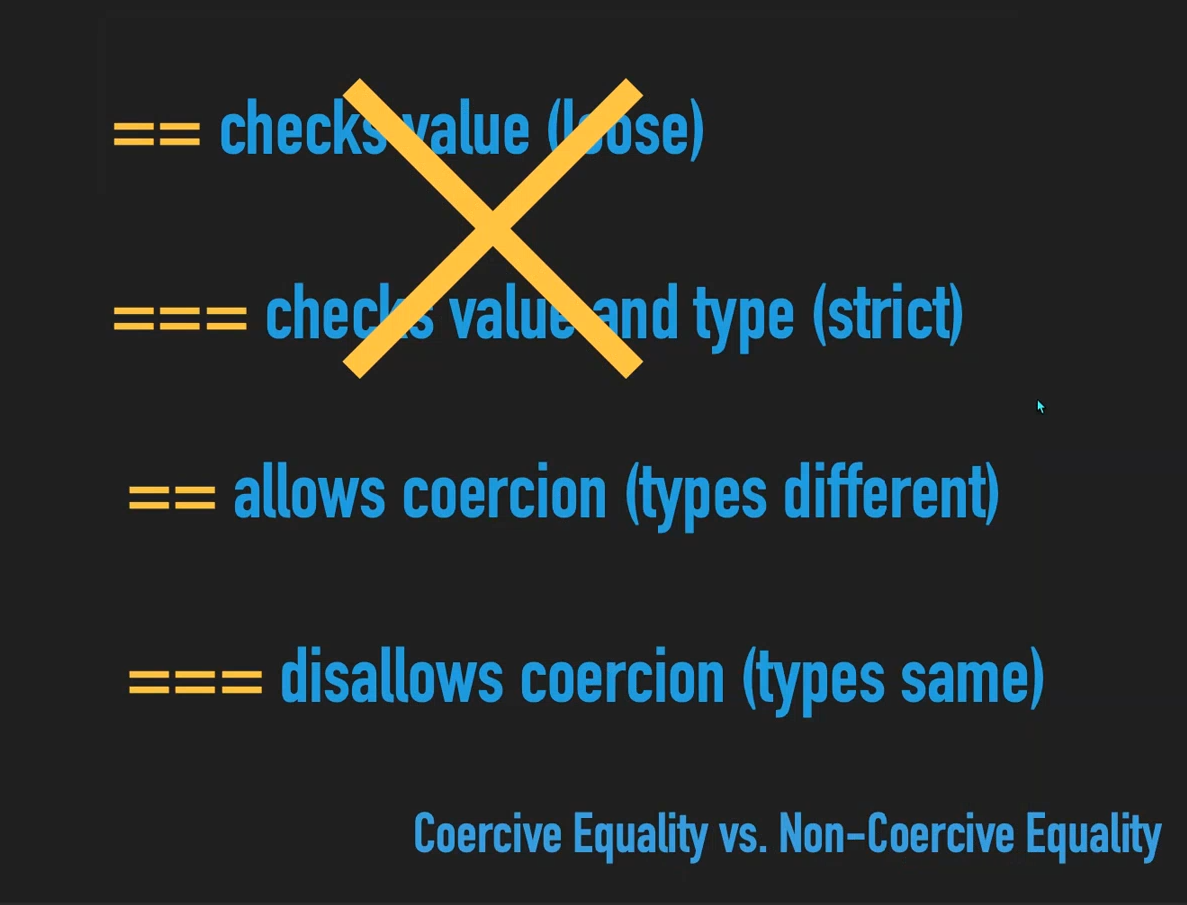 == checks value (loose)
=== checks value and type (strict)
== allows coercion (types different)
=== disallows coercion (types same)
Coercive Equality vs. Non-Coercive Equality